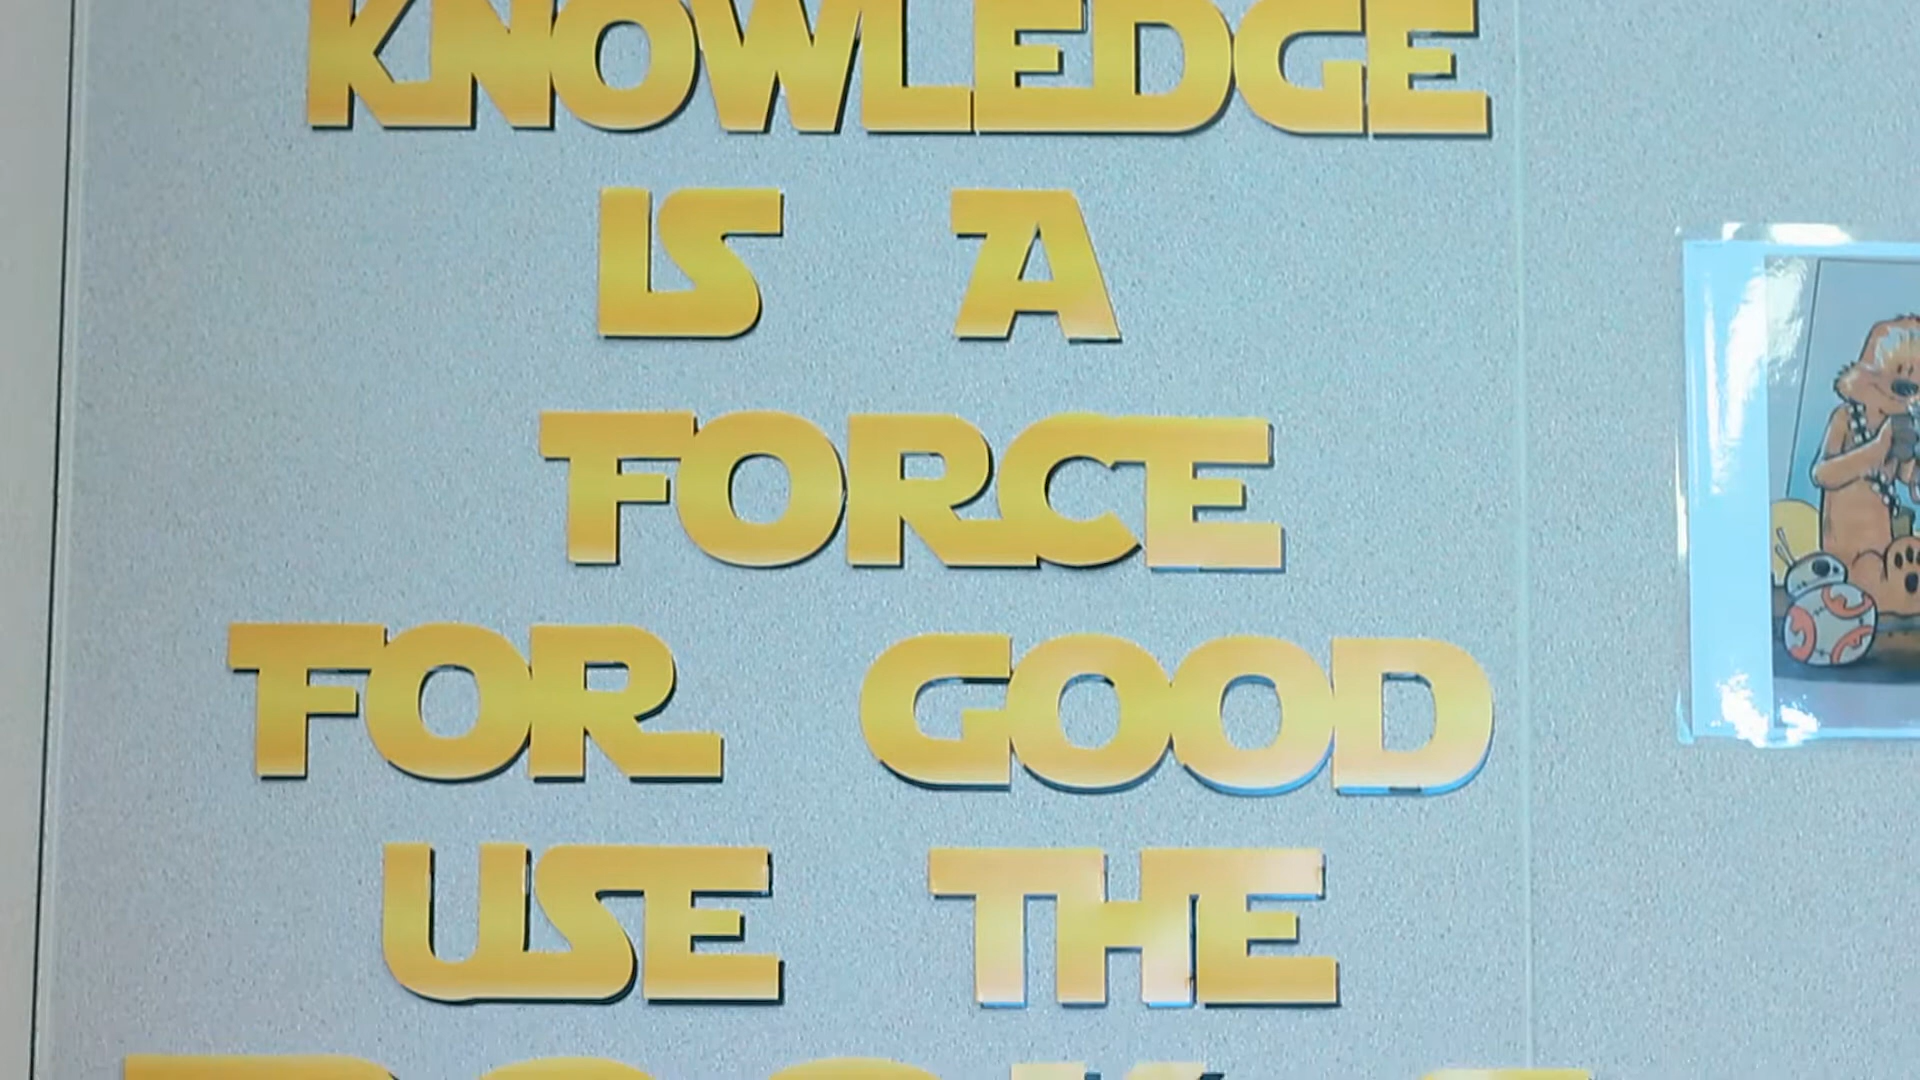 KNOWLEDGE
IS A
FORCE
FOR GOOD
USE THE